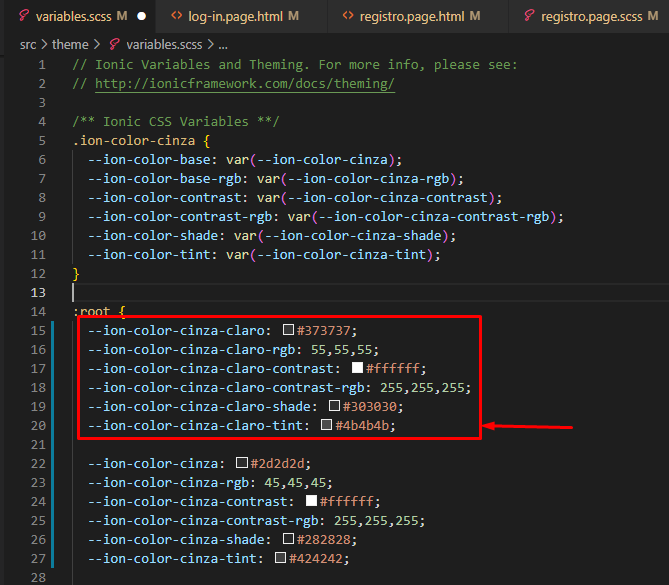 variables.scss M log-in.page.html M registro.page.html M registro.page.scss M
src > theme > variables.scss > ...
1 // Ionic Variables and Theming. For more info, please see:
2 // http://ionicframework.com/docs/theming/
3
4 /** Ionic CSS Variables **/
5 .ion-color-cinza {
6 --ion-color-base: var(--ion-color-cinza);
7 --ion-color-base-rgb: var(--ion-color-cinza-rgb);
8 --ion-color-contrast: var(--ion-color-cinza-contrast);
9 --ion-color-contrast-rgb: var(--ion-color-cinza-contrast-rgb);
10 --ion-color-shade: var(--ion-color-cinza-shade);
11 --ion-color-tint: var(--ion-color-cinza-tint);
12 }
13
14 :root {
15 --ion-color-cinza-claro: #373737;
16 --ion-color-cinza-claro-rgb: 55,55,55;
17 --ion-color-cinza-claro-contrast: #ffffff;
18 --ion-color-cinza-claro-contrast-rgb: 255,255,255;
19 --ion-color-cinza-claro-shade: #303030;
20 --ion-color-cinza-claro-tint: #4b4b4b;
21
22 --ion-color-cinza: #2d2d2d;
23 --ion-color-cinza-rgb: 45,45,45;
24 --ion-color-cinza-contrast: #ffffff;
25 --ion-color-cinza-contrast-rgb: 255,255,255;
26 --ion-color-cinza-shade: #282828;
27 --ion-color-cinza-tint: #424242;
28